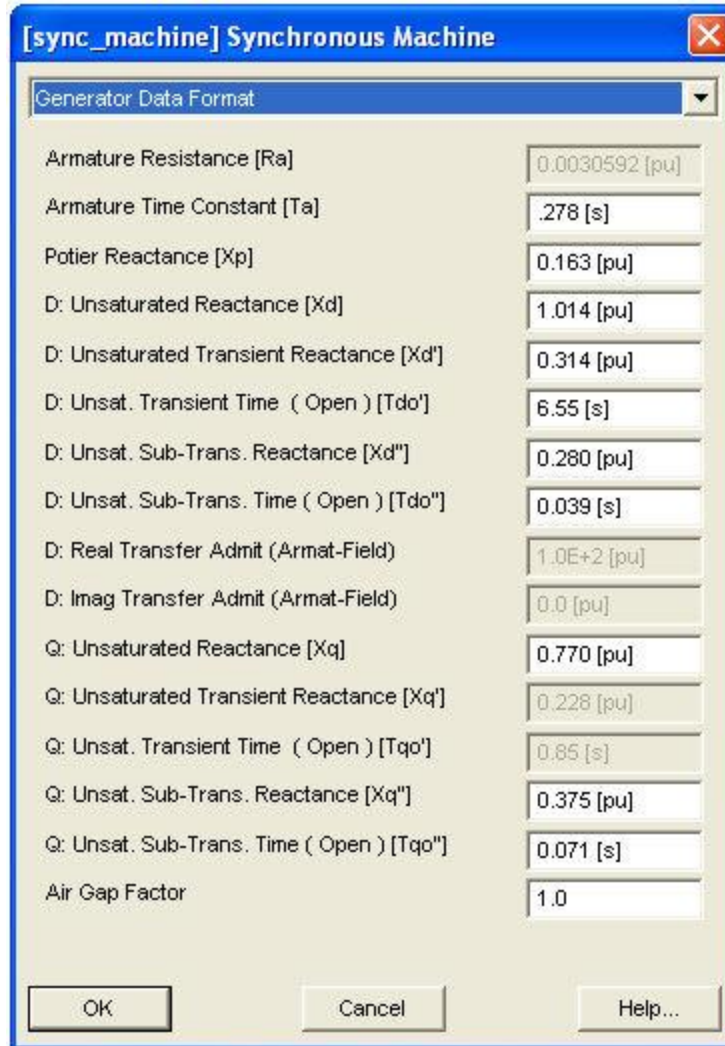 [sync_machine] Synchronous Machine
Generator Data Format
Armature Resistance [Ra] 0.0030592 [pu]
Armature Time Constant [Ta] .278 [s]
Potier Reactance [Xp] 0.163 [pu]
D: Unsaturated Reactance [Xd] 1.014 [pu]
D: Unsaturated Transient Reactance [Xd'] 0.314 [pu]
D: Unsat. Transient Time ( Open ) [Tdo'] 6.55 [s]
D: Unsat. Sub-Trans. Reactance [Xd"] 0.280 [pu]
D: Unsat. Sub-Trans. Time ( Open ) [Tdo"] 0.039 [s]
D: Real Transfer Admit (Armat-Field) 1.0E+2 [pu]
D: Imag Transfer Admit (Armat-Field) 0.0 [pu]
Q: Unsaturated Reactance [Xq] 0.770 [pu]
Q: Unsaturated Transient Reactance [Xq'] 0.228 [pu]
Q: Unsat. Transient Time ( Open ) [Tqo'] 0.85 [s]
Q: Unsat. Sub-Trans. Reactance [Xq"] 0.375 [pu]
Q: Unsat. Sub-Trans. Time ( Open ) [Tqo"] 0.071 [s]
Air Gap Factor 1.0
OK Cancel Help...